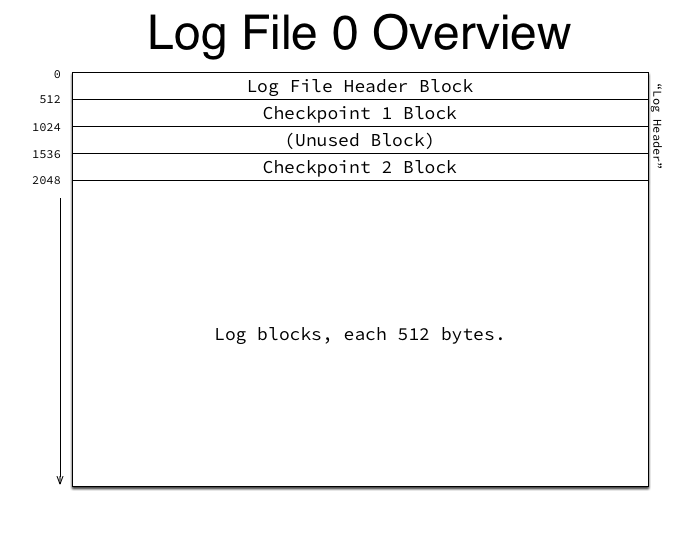 Log File 0 Overview
0
Log File Header Block
512
Checkpoint 1 Block
1024
(Unused Block)
1536
Checkpoint 2 Block
2048
“Log Header”
Log blocks, each 512 bytes.